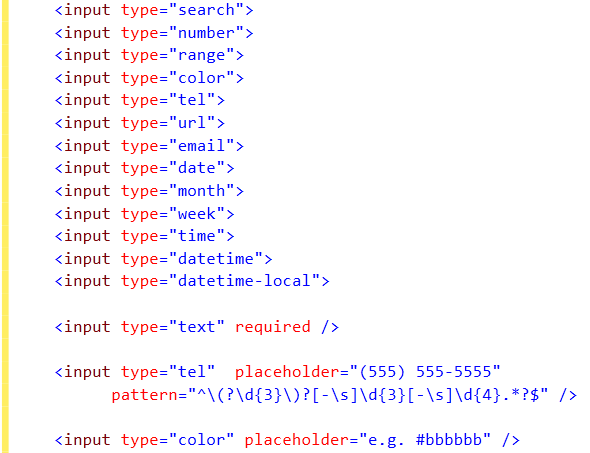 <input type="search">
<input type="number">
<input type="range">
<input type="color">
<input type="tel">
<input type="url">
<input type="email">
<input type="date">
<input type="month">
<input type="week">
<input type="time">
<input type="datetime">
<input type="datetime-local">
<input type="text" required />
<input type="tel"  placeholder="(555) 555-5555"
pattern="^\(?\d{3}\)?[-\s]\d{3}[-\s]\d{4}.*?$" />
<input type="color" placeholder="e.g. #bbbbbb" />